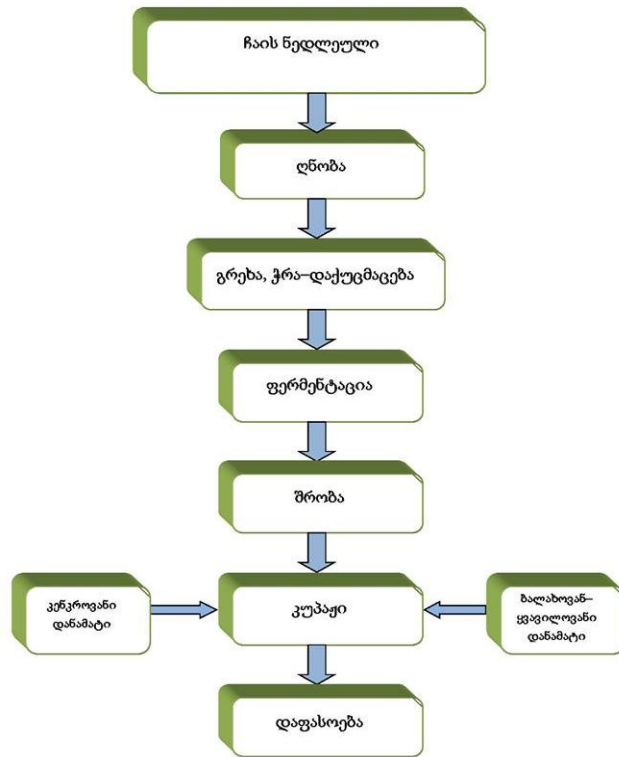 ჩაის ნედლეული
ღნობა
გრეხა, ჭრა–დაქუცმაცება
ფერმენტაცია
შრობა
კენკროვანი
დანამატი
კუპაჟი
ბალახოვან–
ყვავილოვანი
დანამატი
დაფასოება